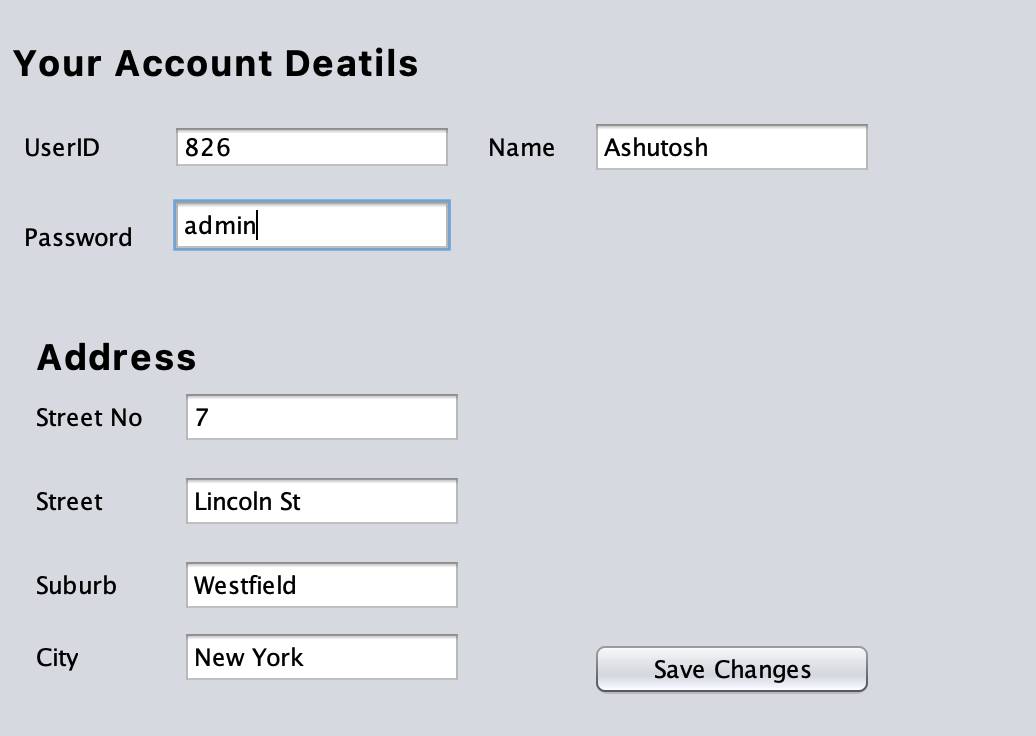 Your Account Deatils
UserID 826 Name Ashutosh
Password admin
Address
Street No 7
Street Lincoln St
Suburb Westfield
City New York
Save Changes